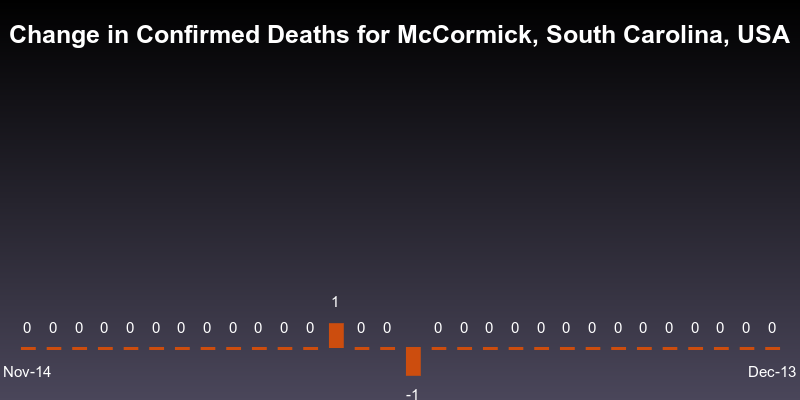 Change in Confirmed Deaths for McCormick, South Carolina, USA
1
0 0 0 0 0 0 0 0 0 0 0 0 0 0 0 0 0 0 0 0 0 0 0 0 0 0 0 0
Nov-14 Dec-13
-1